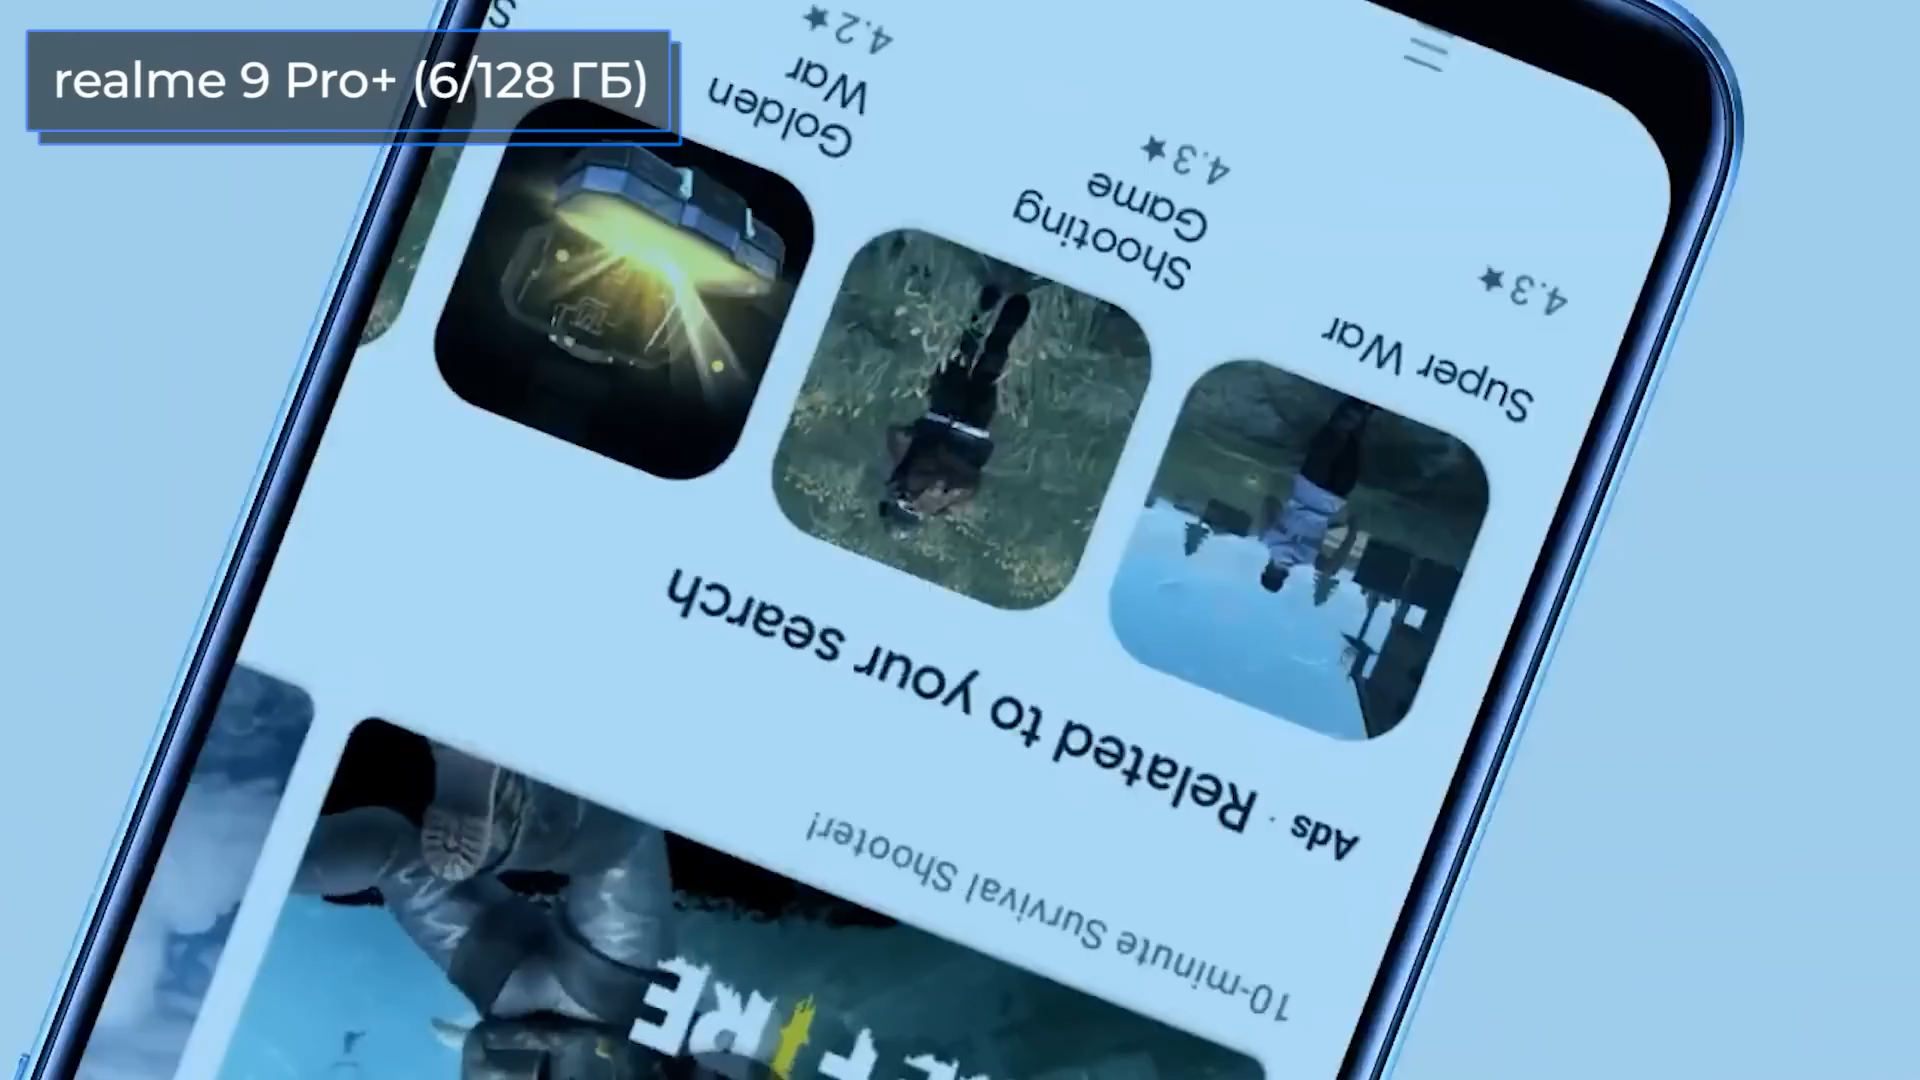 realme 9 Pro+ (6/128 ГБ)
10-minute Survival Shooter!
Ads · Related to your search
Super War
4.3★
Shooting
Game
4.3★
Golden
War
4.2★
S